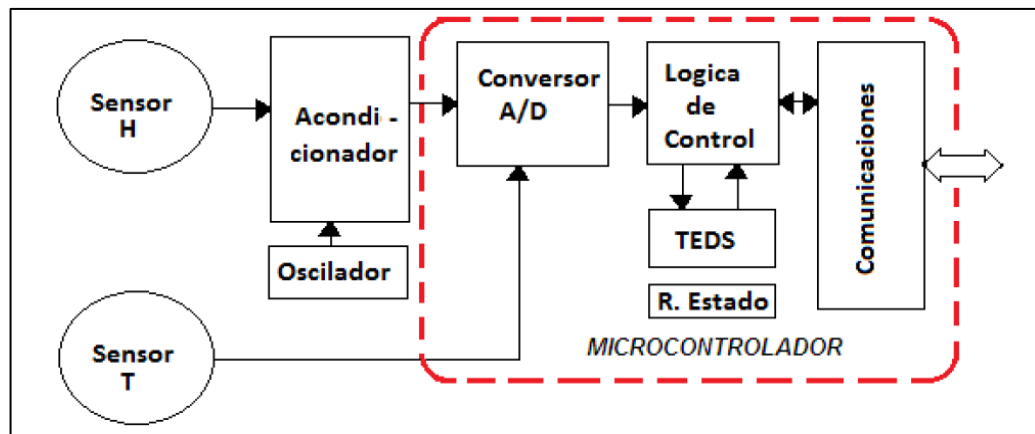 Sensor
H
Acondi -
cionador
Oscilador
Sensor
T
Conversor
A/D
Logica
de
Control
TEDS
R. Estado
Comunicaciones
MICROCONTROLADOR